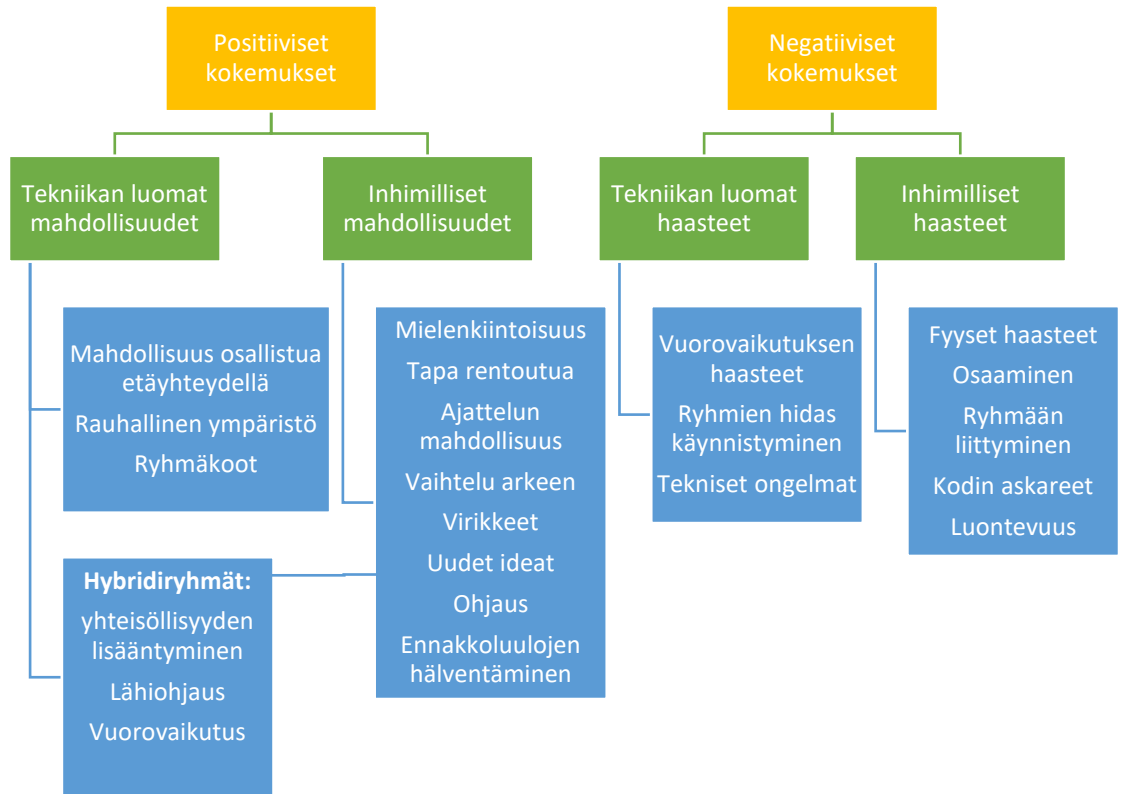 Positiiviset
kokemukset
Negatiiviset
kokemukset
Tekniikan luomat
mahdollisuudet
Inhimilliset
mahdollisuudet
Tekniikan luomat
haasteet
Inhimilliset
haasteet
Mahdollisuus osallistua
etäyhteydellä
Rauhallinen ympäristö
Ryhmäkoot
Hybridiryhmät:
yhteisöllisyyden
lisääntyminen
Lähiohjaus
Vuorovaikutus
Mielenkiintoisuus
Tapa rentoutua
Ajattelun
mahdollisuus
Vaihtelu arkeen
Virikkeet
Uudet ideat
Ohjaus
Ennakkoluulojen
hälventäminen
Vuorovaikutuksen
haasteet
Ryhmien hidas
käynnistyminen
Tekniset ongelmat
Fyyset haasteet
Osaaminen
Ryhmään
liittyminen
Kodin askareet
Luontevuus